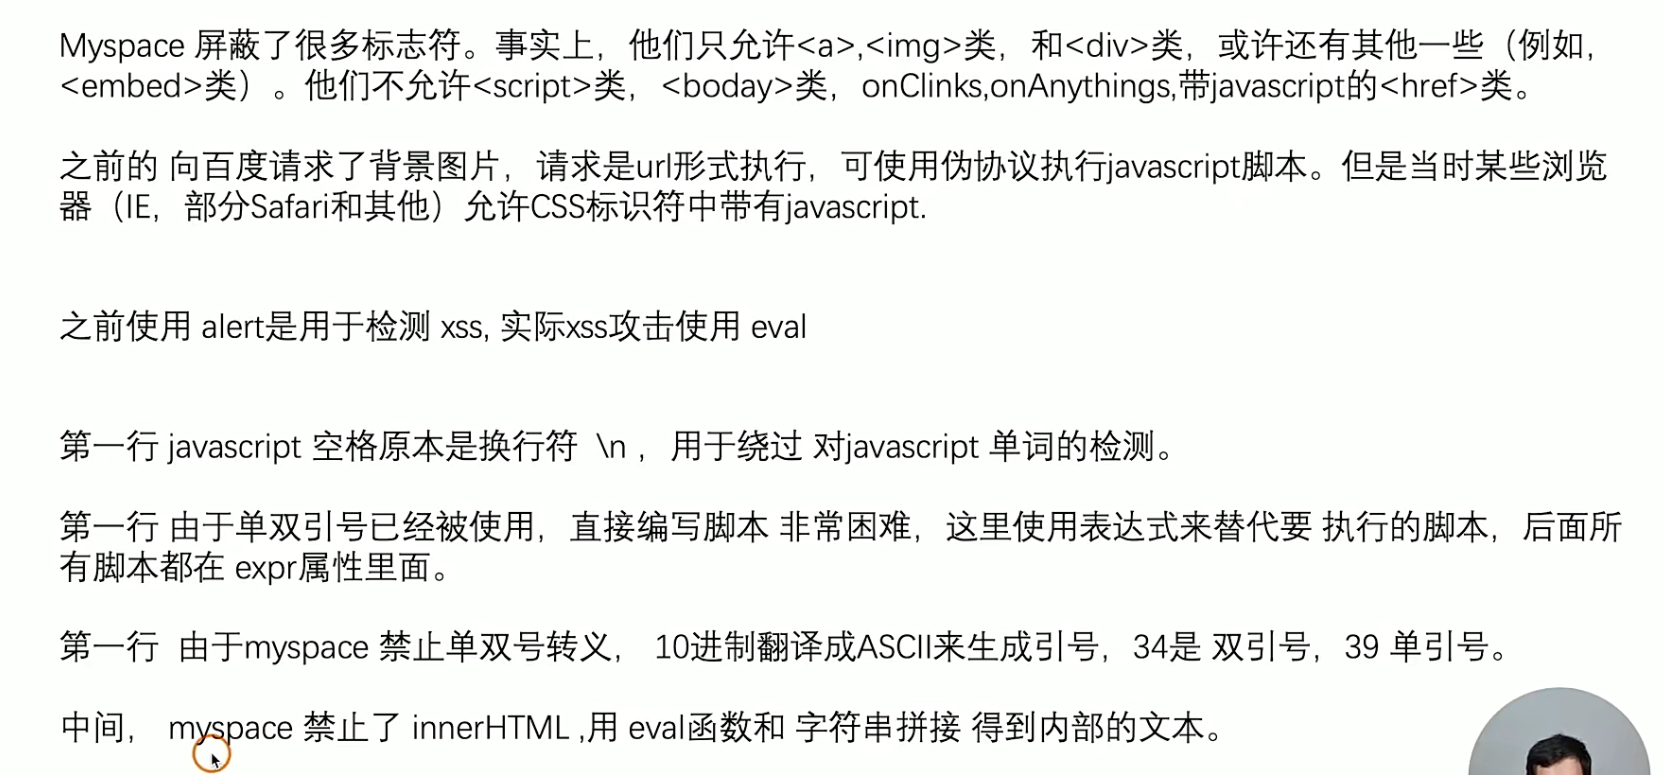 Myspace 屏蔽了很多标志符。事实上，他们只允许<a>,<img>类，和<div>类，或许还有其他一些（例如，
<embed>类）。他们不允许<script>类，<boday>类，onClinks,onAnythings,带javascript的<href>类。
之前的 向百度请求了背景图片，请求是url形式执行，可使用伪协议执行javascript脚本。但是当时某些浏览
器（IE，部分Safari和其他）允许CSS标识符中带有javascript.
之前使用 alert是用于检测 xss, 实际xss攻击使用 eval
第一行 javascript 空格原本是换行符 \n ，用于绕过 对javascript 单词的检测。
第一行 由于单双引号已经被使用，直接编写脚本 非常困难，这里使用表达式来替代要 执行的脚本，后面所
有脚本都在 expr属性里面。
第一行 由于myspace 禁止单双号转义， 10进制翻译成ASCII来生成引号，34是 双引号，39 单引号。
中间， myspace 禁止了 innerHTML ,用 eval函数和 字符串拼接 得到内部的文本。